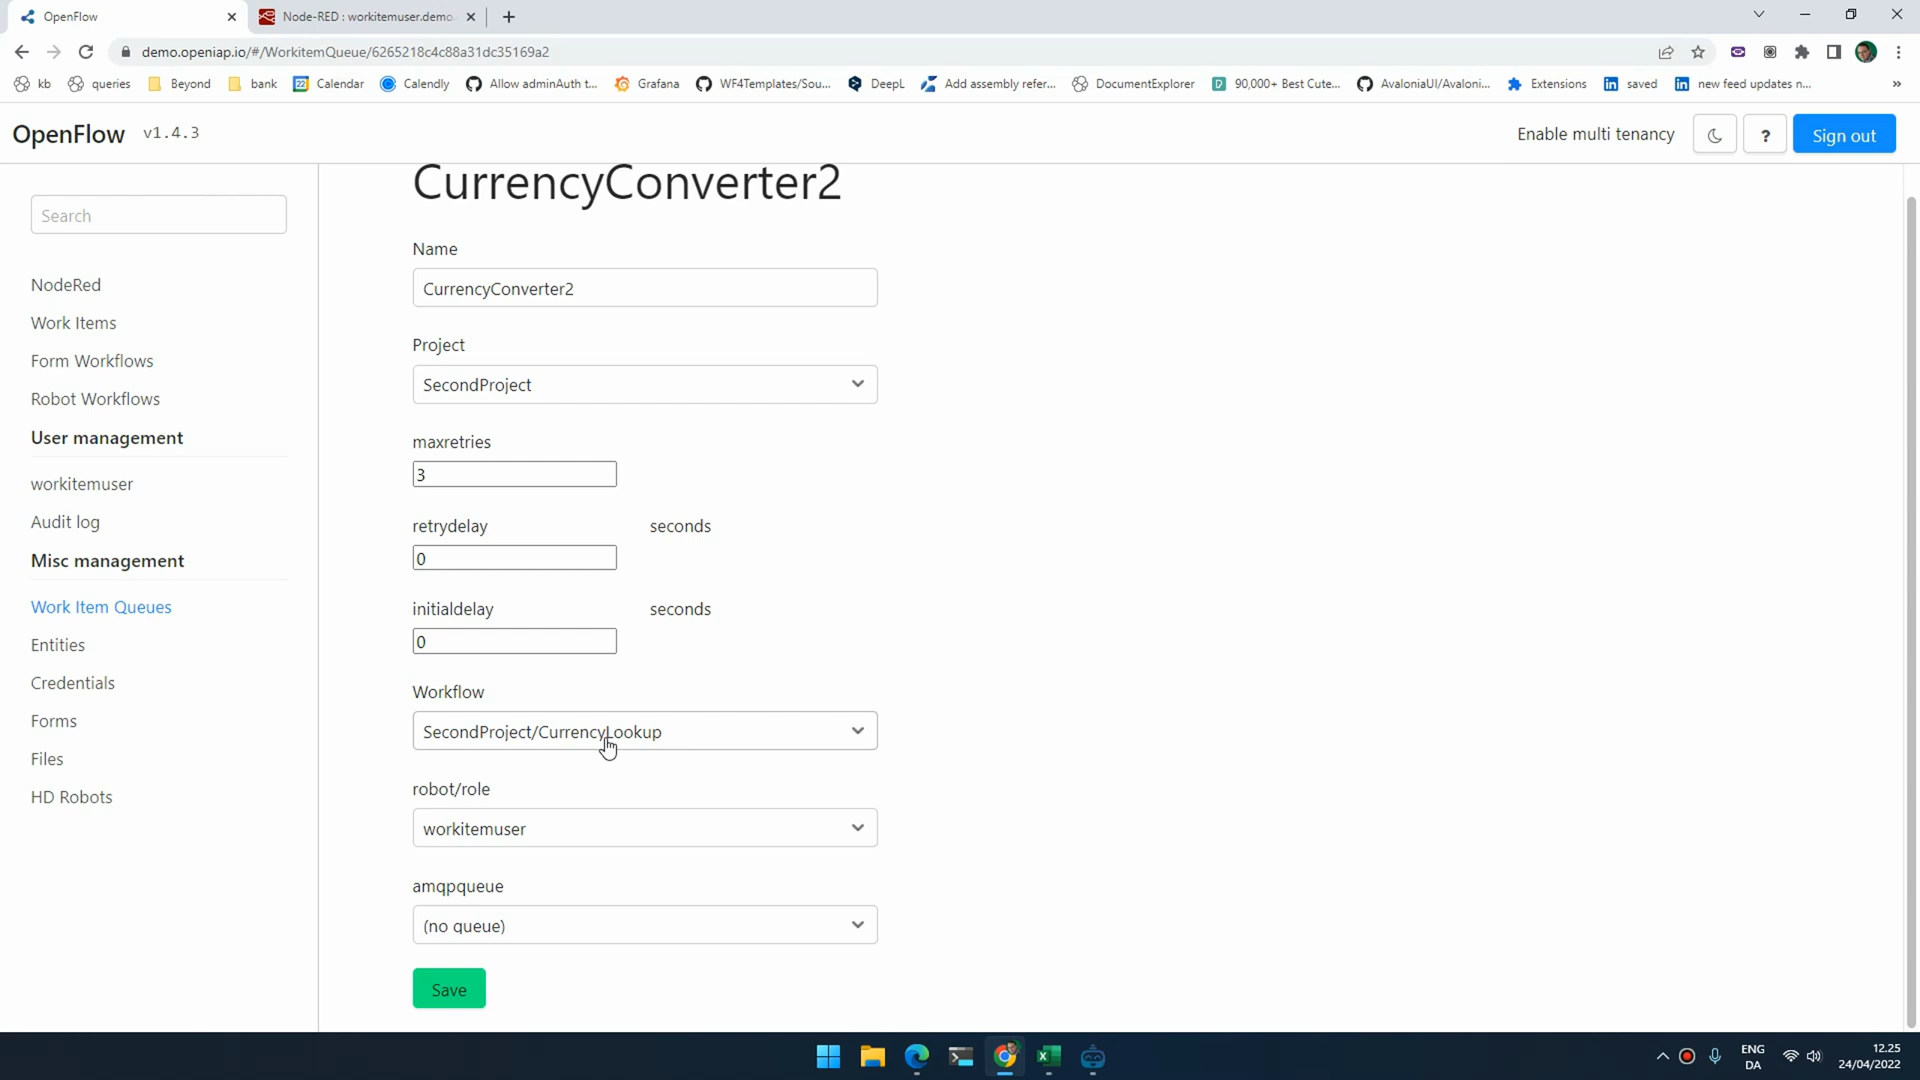 OpenFlow
Node-RED : workitemuser.demo.
demo.openiap.io/#/WorkitemQueue/6265218c4c88a31dc35169a2
kb
queries
Beyond
bank
22
Calendar
Calendly
Allow adminAuth t...
Grafana
WF4Templates/Sou...
DeepL
Add assembly refer...
DocumentExplorer
90,000+ Best Cute...
AvaloniaUI/Avaloni...
Extensions
saved
new feed updates n...
»
OpenFlow v1.4.3
Enable multi tenancy
?
Sign out
Search
NodeRed
Work Items
Form Workflows
Robot Workflows
User management
workitemuser
Audit log
Misc management
Work Item Queues
Entities
Credentials
Forms
Files
HD Robots
CurrencyConverter2
Name
CurrencyConverter2
Project
SecondProject
maxretries
3
retrydelay seconds
0
initialdelay seconds
0
Workflow
SecondProject/CurrencyLookup
robot/role
workitemuser
amqpqueue
(no queue)
Save
ENG
DA
12.25
24/04/2022